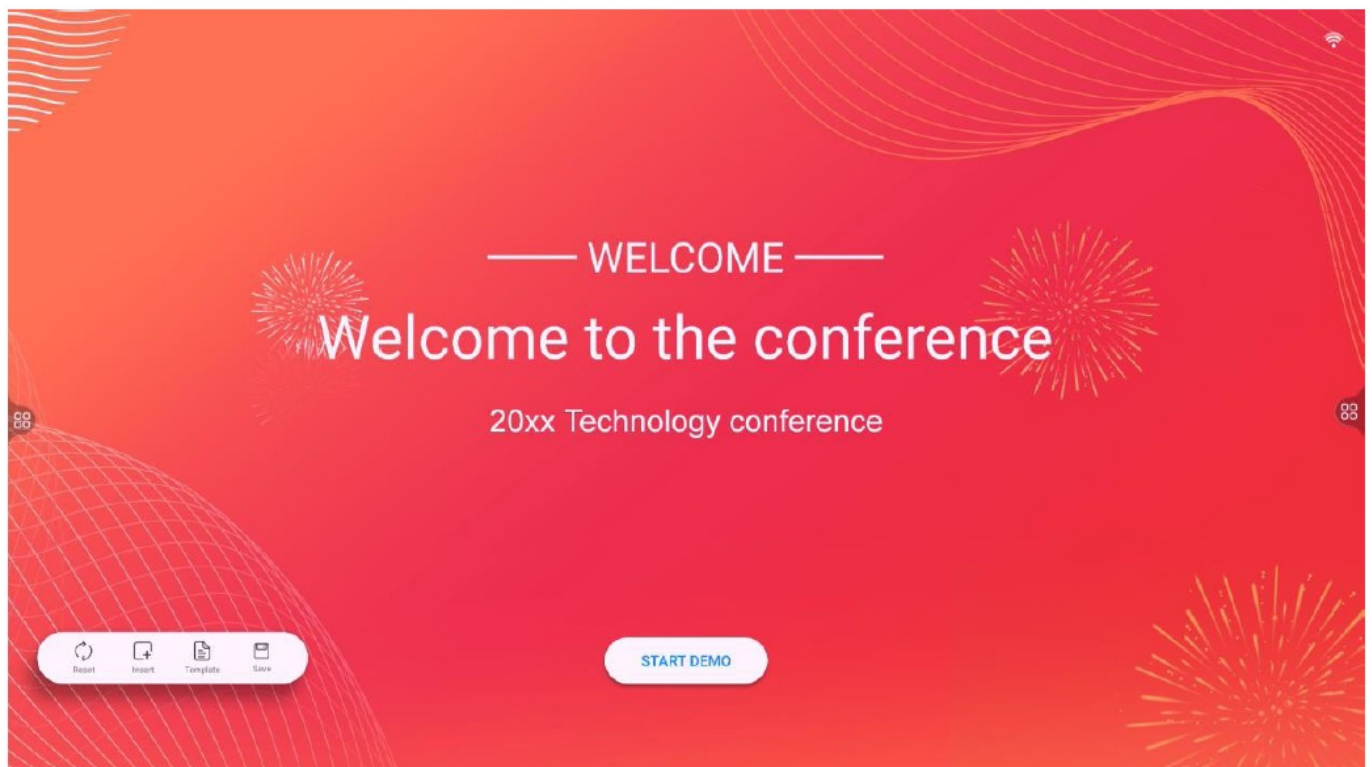 WELCOME
Welcome to the conference
20xx Technology conference
Reset Insert Template Save
START DEMO